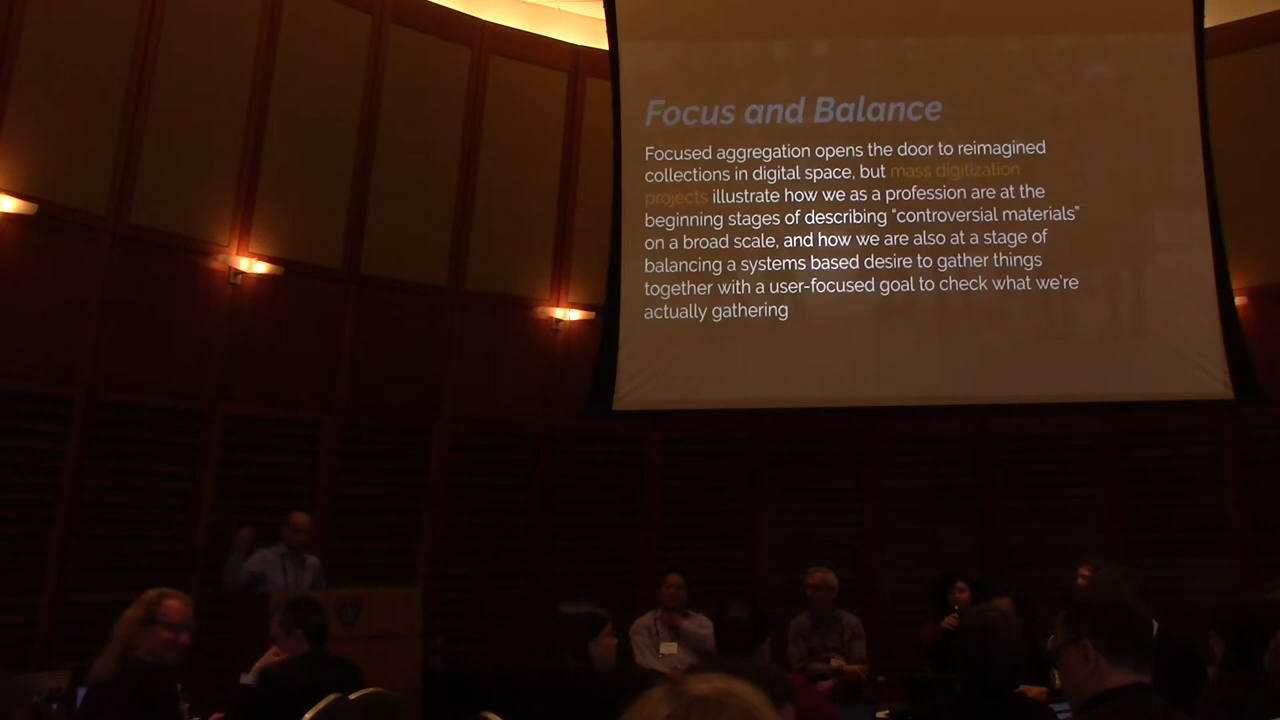 Focus and Balance
Focused aggregation opens the door to reimagined
collections in digital space, but mass digitization
projects illustrate how we as a profession are at the
beginning stages of describing "controversial materials"
on a broad scale, and how we are also at a stage of
balancing a systems based desire to gather things
together with a user-focused goal to check what we're
actually gathering